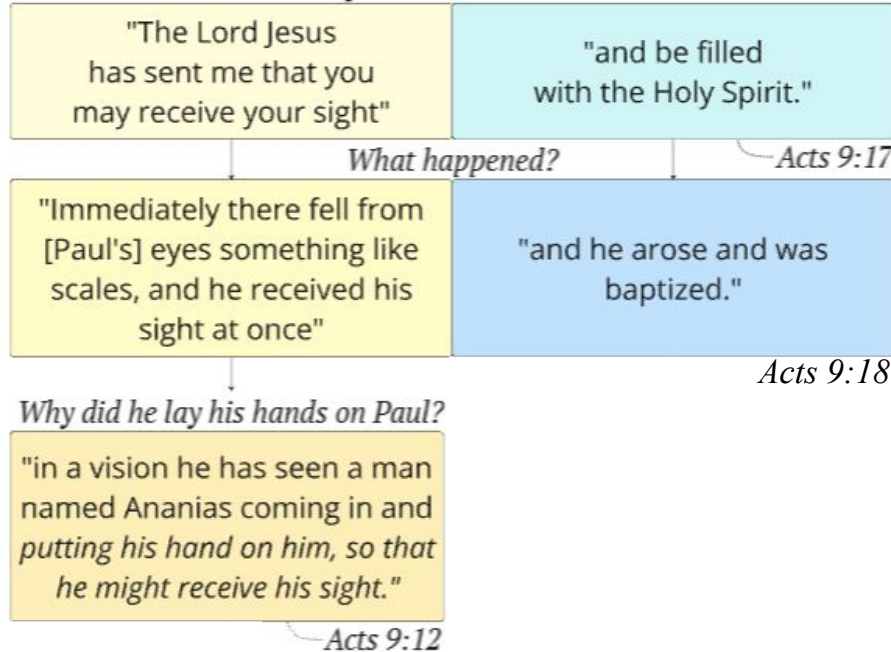 "The Lord Jesus
has sent me that you
may receive your sight"
"and be filled
with the Holy Spirit."
What happened?
Acts 9:17
"Immediately there fell from
[Paul's] eyes something like
scales, and he received his
sight at once"
"and he arose and was
baptized."
Acts 9:18
Why did he lay his hands on Paul?
"in a vision he has seen a man
named Ananias coming in and
putting his hand on him, so that
he might receive his sight."
Acts 9:12